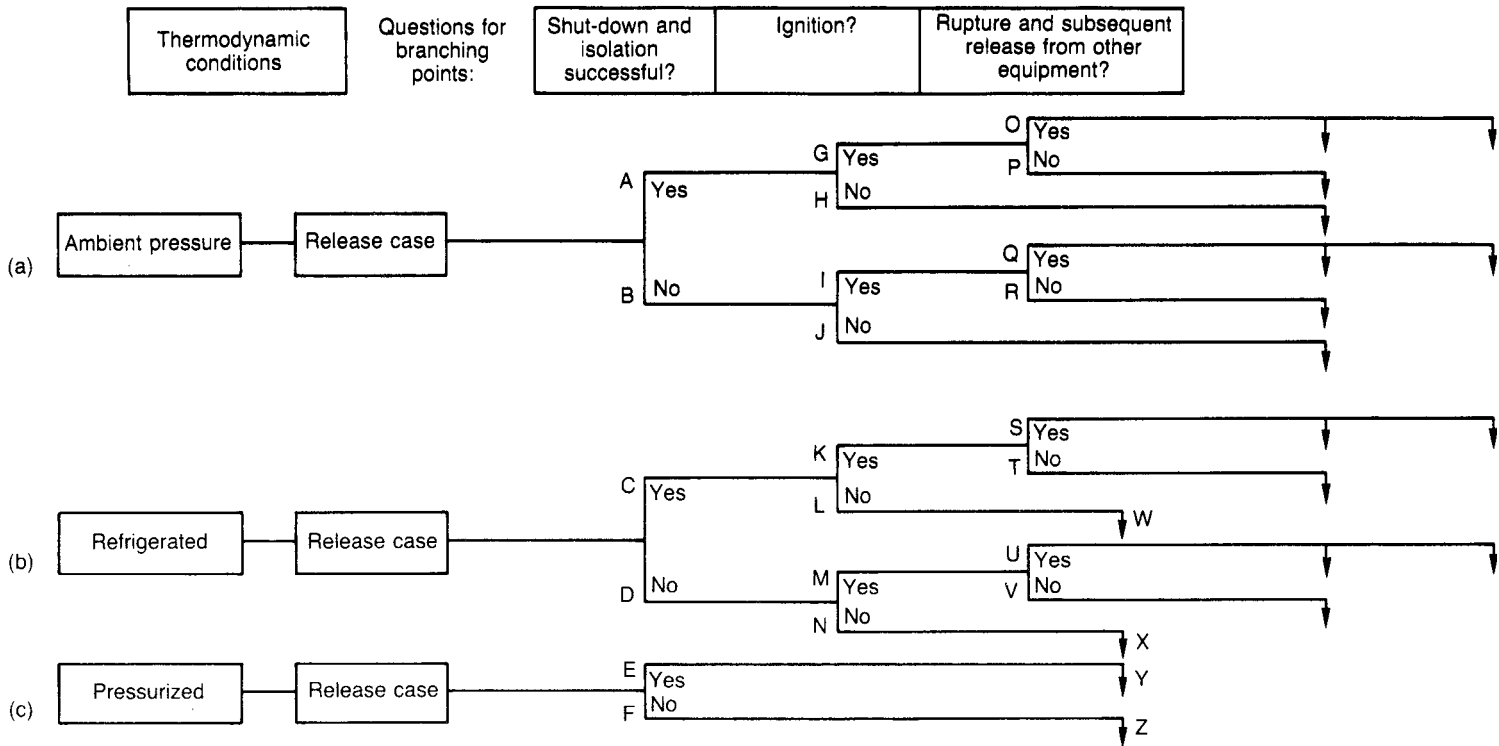 Thermodynamic
conditions
Questions for
branching
points:
Shut-down and
isolation
successful?
Ignition?
Rupture and subsequent
release from other
equipment?
(a)
Ambient pressure
Release case
A
Yes
No
B
G
Yes
No
H
I
Yes
No
J
O
Yes
No
P
Q
Yes
No
R
(b)
Refrigerated
Release case
C
Yes
No
D
K
Yes
No
L
W
M
Yes
No
N
X
S
Yes
No
T
U
Yes
No
V
(c)
Pressurized
Release case
E
Yes
No
F
Y
Z